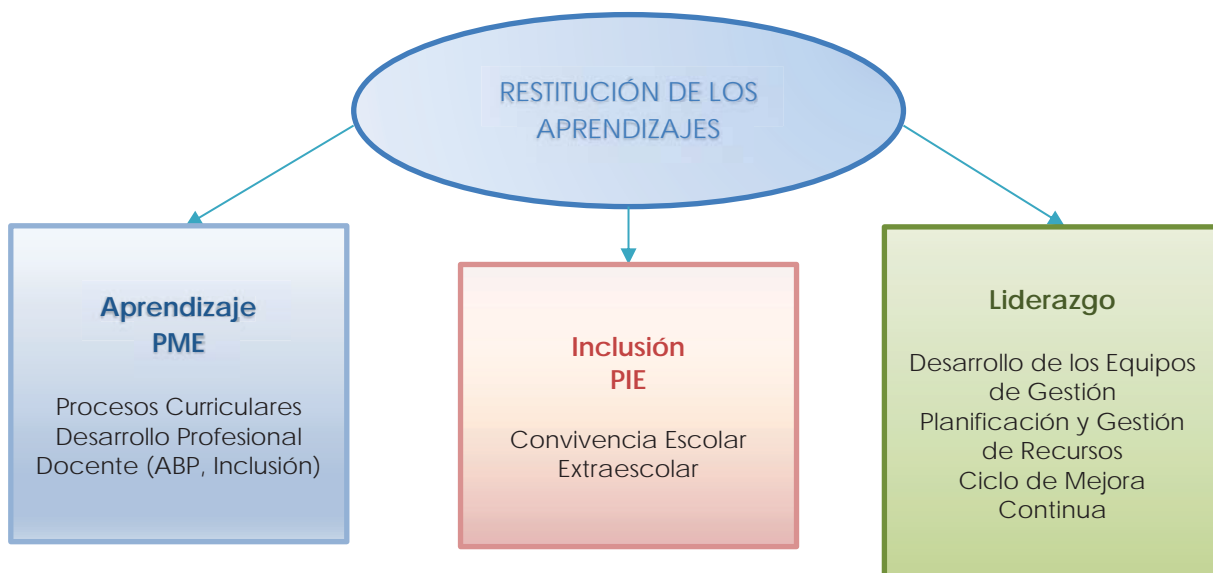 RESTITUCIÓN DE LOS
APRENDIZAJES
Aprendizaje
PME
Procesos Curriculares
Desarrollo Profesional
Docente (ABP, Inclusión)
Inclusión
PIE
Convivencia Escolar
Extraescolar
Liderazgo
Desarrollo de los Equipos
de Gestión
Planificación y Gestión
de Recursos
Ciclo de Mejora
Continua